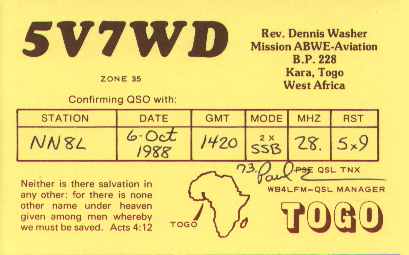 5V7WD
Rev. Dennis Washer
Mission ABWE-Aviation
B.P. 228
Kara, Togo
West Africa
ZONE 35
Confirming QSO with:
STATION DATE GMT MODE MHZ RST
NN8L 6-Oct 1988 1420 2X SSB 28. 5x9
73, Paul
PSE QSL TNX
WB4LFM-QSL MANAGER
Neither is there salvation in
any other: for there is none
other name under heaven
given among men whereby
we must be saved. Acts 4:12
TOGO
TOGO